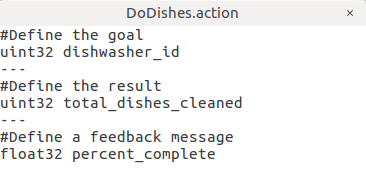 DoDishes.action ×
#Define the goal
uint32 dishwasher_id
---
#Define the result
uint32 total_dishes_cleaned
---
#Define a feedback message
float32 percent_complete